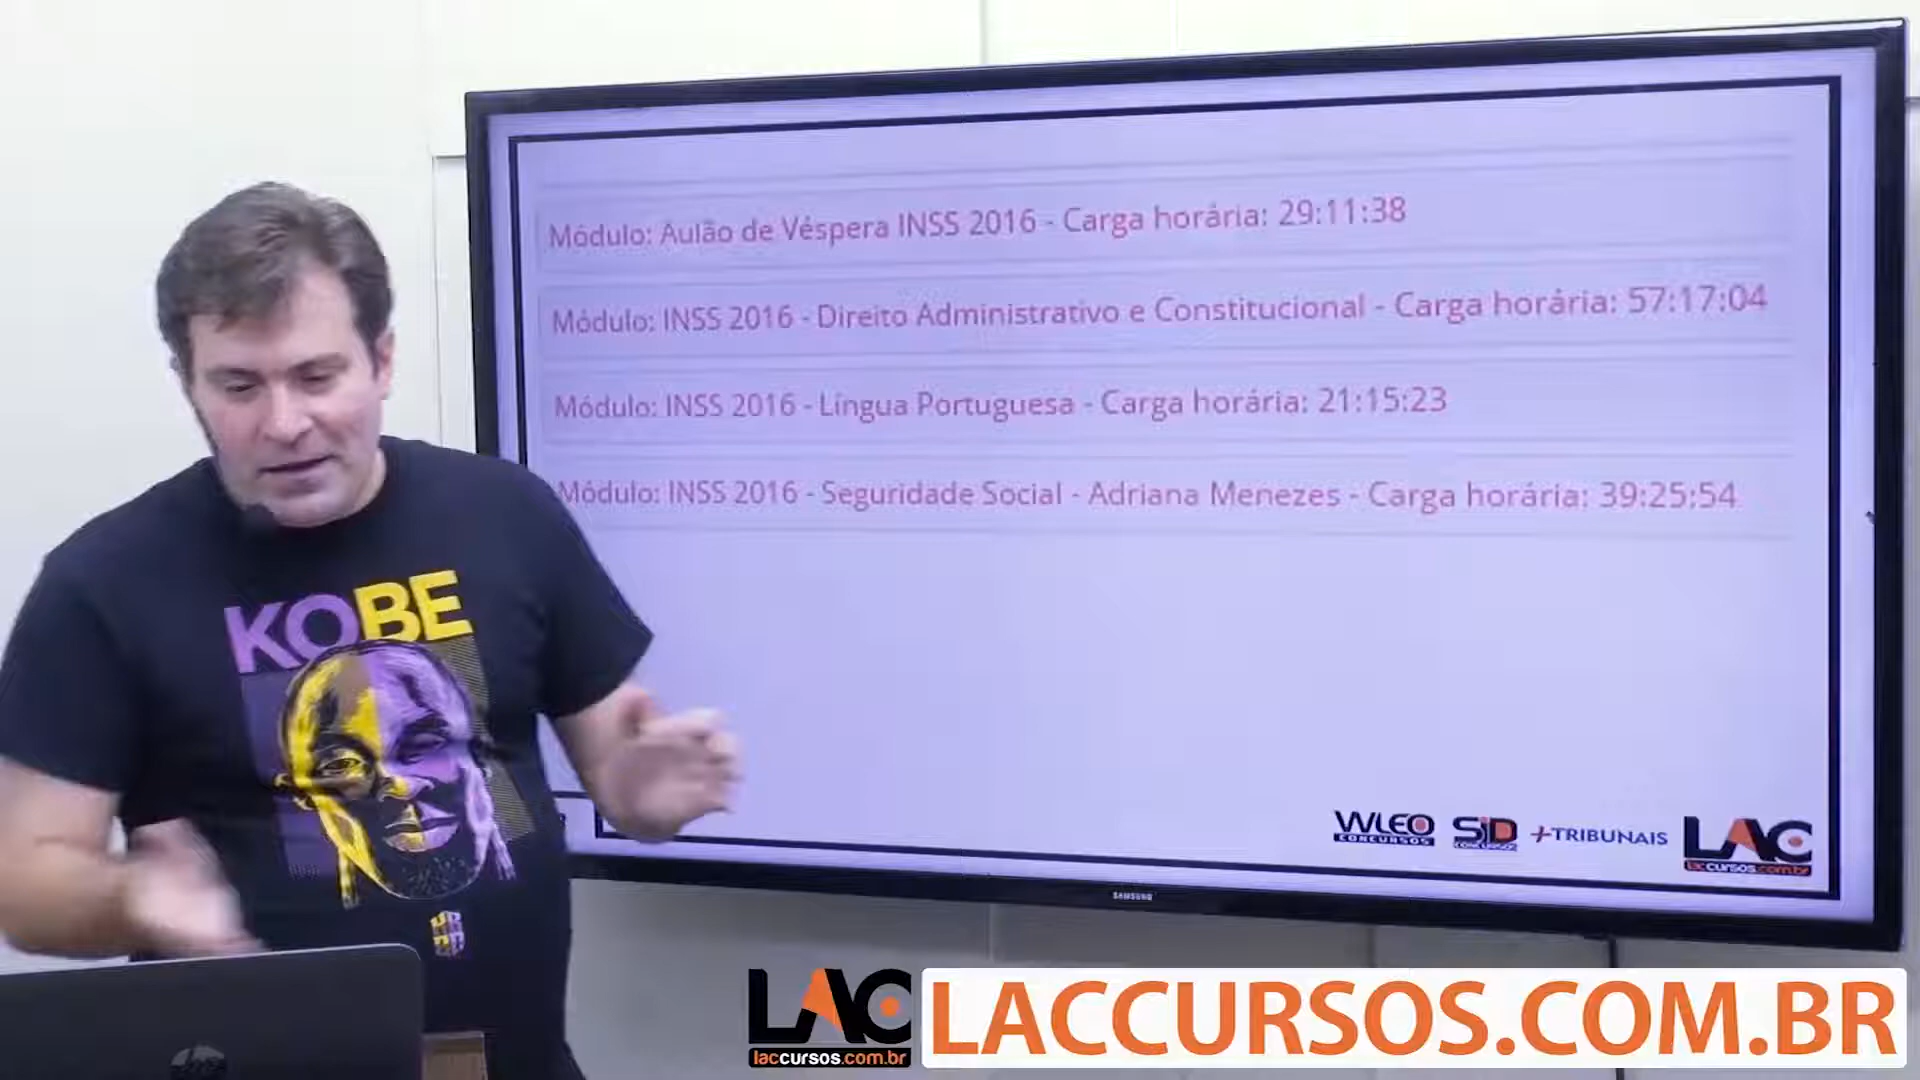 Módulo: Aulão de Véspera INSS 2016 - Carga horária: 29:11:38
Módulo: INSS 2016 - Direito Administrativo e Constitucional - Carga horária: 57:17:04
Módulo: INSS 2016 - Língua Portuguesa - Carga horária: 21:15:23
Módulo: INSS 2016 - Seguridade Social - Adriana Menezes - Carga horária: 39:25:54
KOBE
WLEO
CONCURSOS
SID
CONCURSOS
+TRIBUNAIS
LAC
laccursos.com.br
SAMSUNG
LAC
laccursos.com.br
LACCURSOS.COM.BR